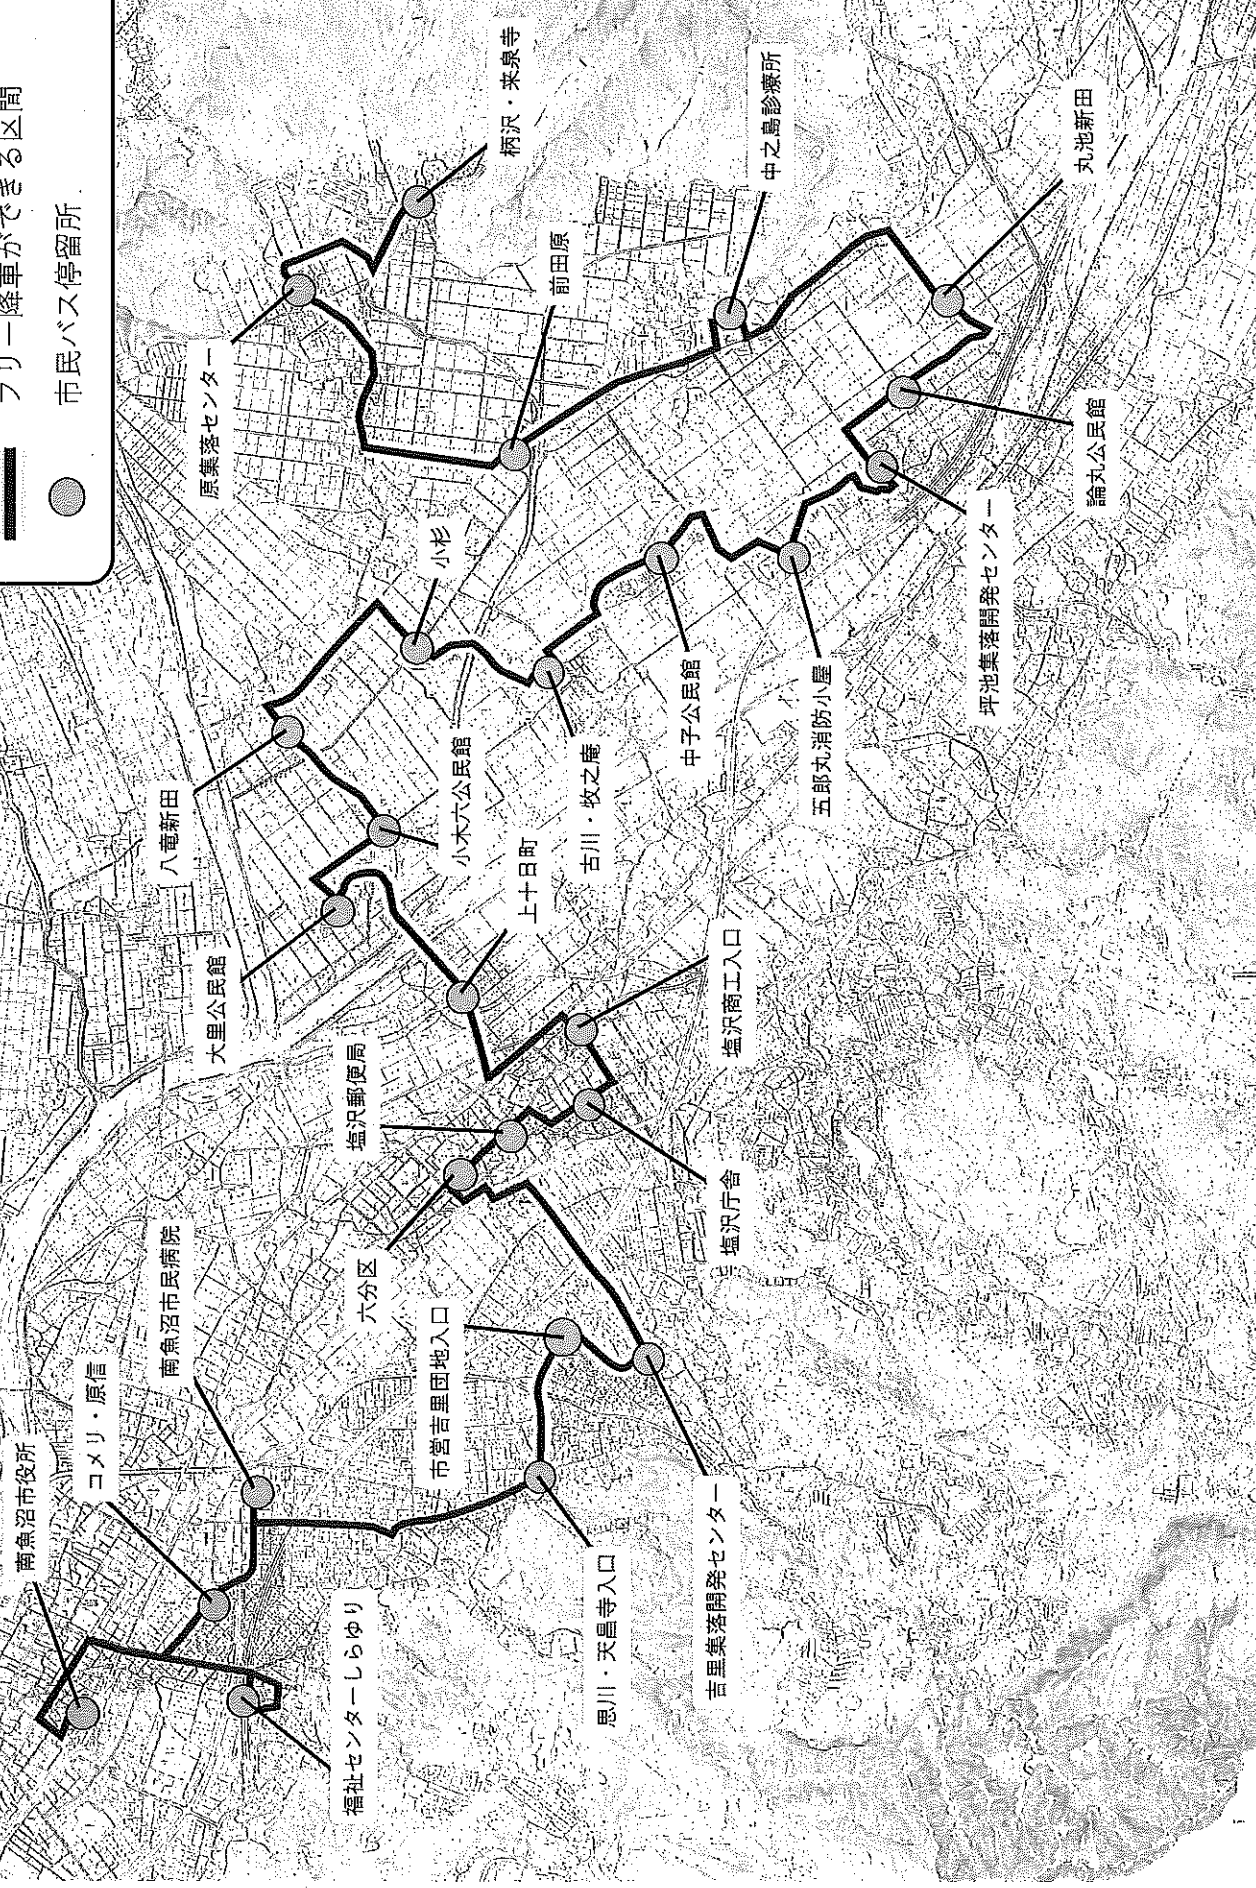 フリー降車ができる区間
市民バス停留所
南魚沼市役所
コメリ・原信
南魚沼市民病院
福祉センターしらゆり
思川・天昌寺入口
市営吉里団地入口
吉里集落開発センター
六分区
塩沢郵便局
塩沢庁舎
塩沢商工入口
上十日町
大里公民館
小木六公民館
八竜新田
小杉
古川・牧之庵
中子公民館
五郎丸消防小屋
坪池集落開発センター
論丸公民館
丸池新田
中之島診療所
前田原
原集落センター
柄沢・来泉寺